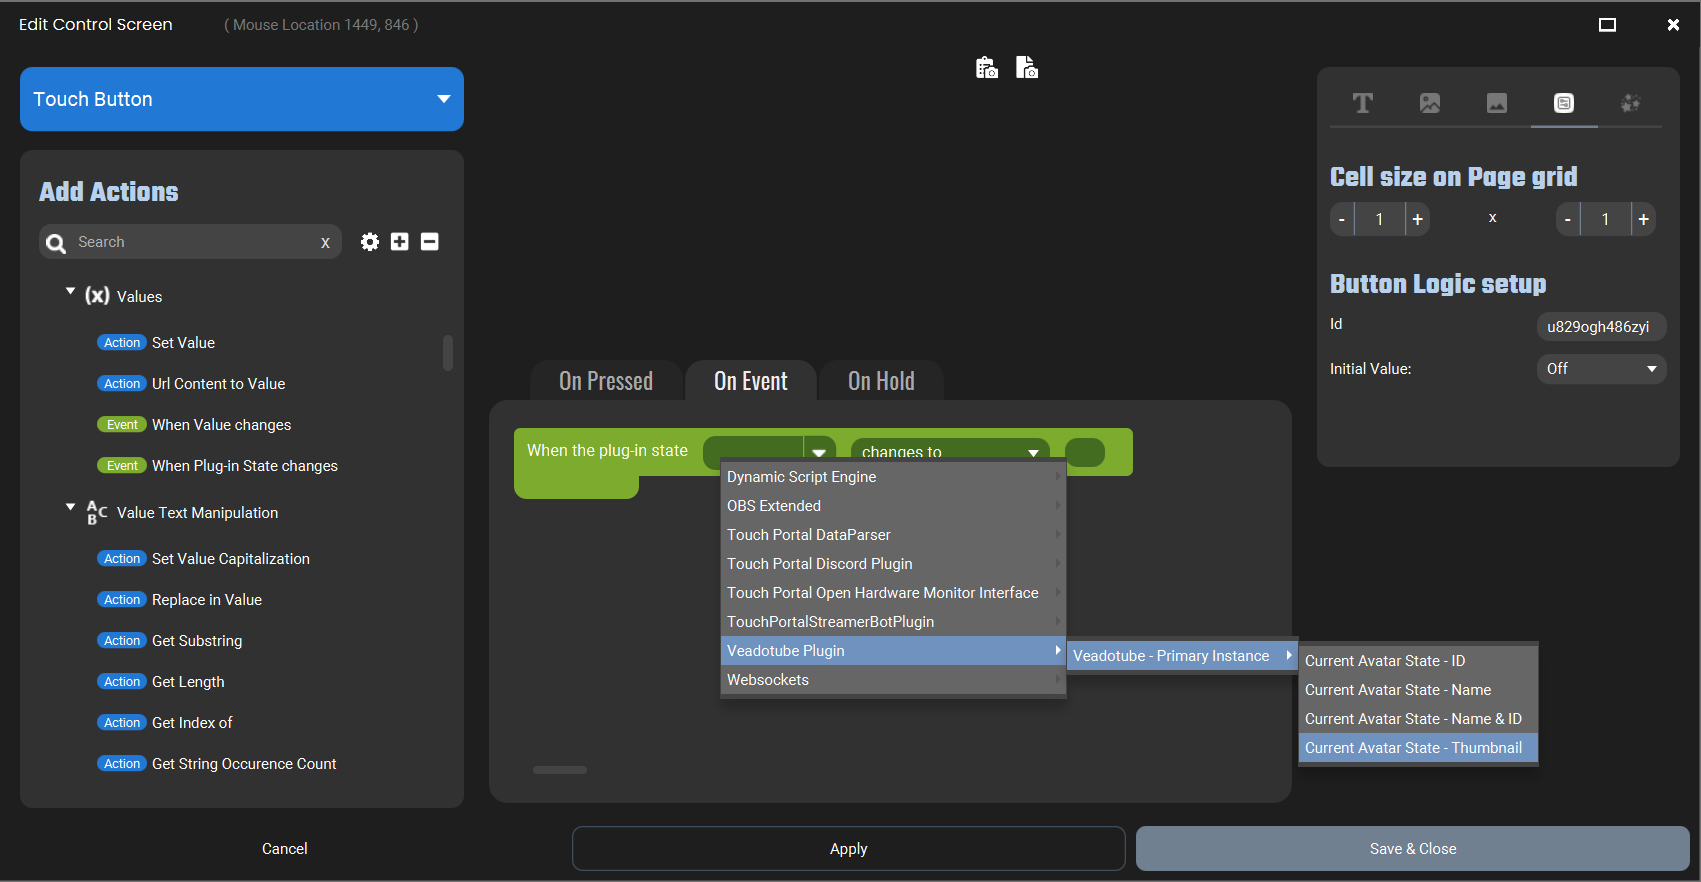 Edit Control Screen
( Mouse Location 1449, 846 )
Touch Button
Add Actions
Search
x
Values
Action Set Value
Action Url Content to Value
Event When Value changes
Event When Plug-in State changes
Value Text Manipulation
Action Set Value Capitalization
Action Replace in Value
Action Get Substring
Action Get Length
Action Get Index of
Action Get String Occurence Count
On Pressed
On Event
On Hold
When the plug-in state
changes to
Dynamic Script Engine
OBS Extended
Touch Portal DataParser
Touch Portal Discord Plugin
Touch Portal Open Hardware Monitor Interface
TouchPortalStreamerBotPlugin
Veadotube Plugin
Websockets
Veadotube - Primary Instance
Current Avatar State - ID
Current Avatar State - Name
Current Avatar State - Name & ID
Current Avatar State - Thumbnail
Cell size on Page grid
- 1 + x - 1 +
Button Logic setup
Id u829ogh486zyi
Initial Value: Off
Cancel
Apply
Save & Close